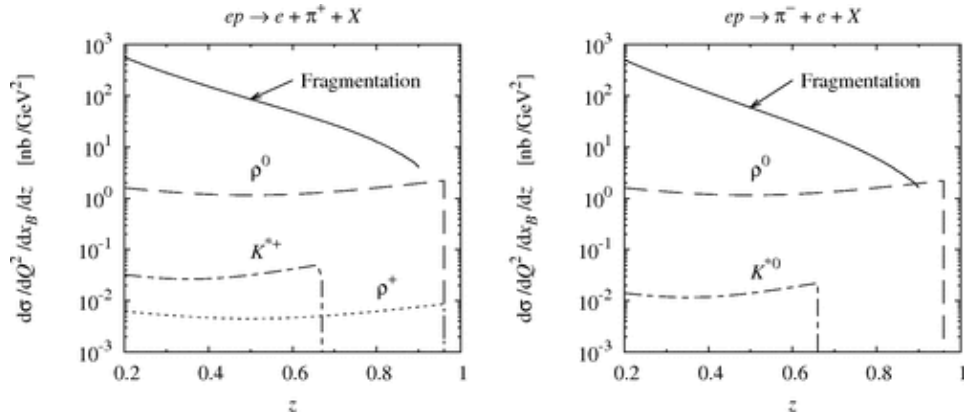 ep → e + π⁺ + X
dσ/dQ²/dx_B/dz [nb/GeV²]
10³
10²
10¹
10⁰
10⁻¹
10⁻²
10⁻³
Fragmentation
ρ⁰
K*⁺
ρ⁺
0.2 0.4 0.6 0.8 1
z
ep → π⁻ + e + X
dσ/dQ²/dx_B/dz [nb/GeV²]
10³
10²
10¹
10⁰
10⁻¹
10⁻²
10⁻³
Fragmentation
ρ⁰
K*⁰
0.2 0.4 0.6 0.8 1
z